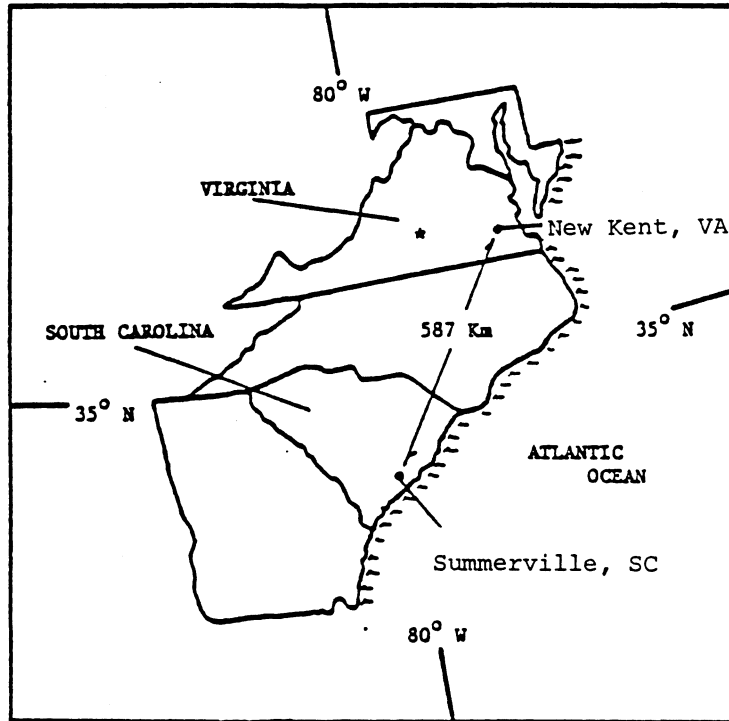 80° W
VIRGINIA
New Kent, VA
SOUTH CAROLINA
587 Km
35° N
35° N
ATLANTIC
OCEAN
Summerville, SC
80° W